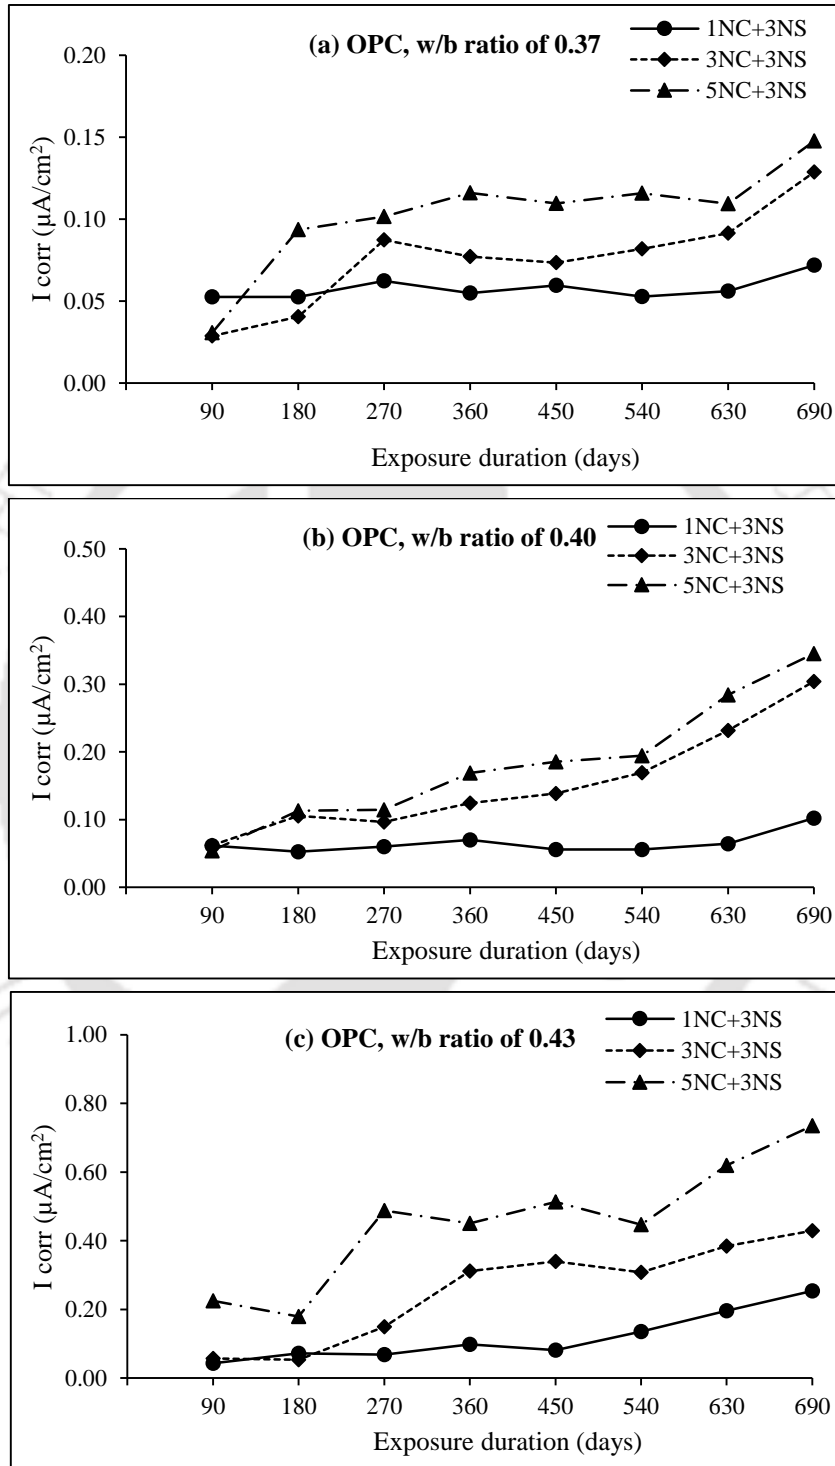 (a) OPC, w/b ratio of 0.37
1NC+3NS
3NC+3NS
5NC+3NS
I corr (µA/cm²)
0.20
0.15
0.10
0.05
0.00
90 180 270 360 450 540 630 690
Exposure duration (days)
(b) OPC, w/b ratio of 0.40
1NC+3NS
3NC+3NS
5NC+3NS
I corr (µA/cm²)
0.50
0.40
0.30
0.20
0.10
0.00
90 180 270 360 450 540 630 690
Exposure duration (days)
(c) OPC, w/b ratio of 0.43
1NC+3NS
3NC+3NS
5NC+3NS
I corr (µA/cm²)
1.00
0.80
0.60
0.40
0.20
0.00
90 180 270 360 450 540 630 690
Exposure duration (days)